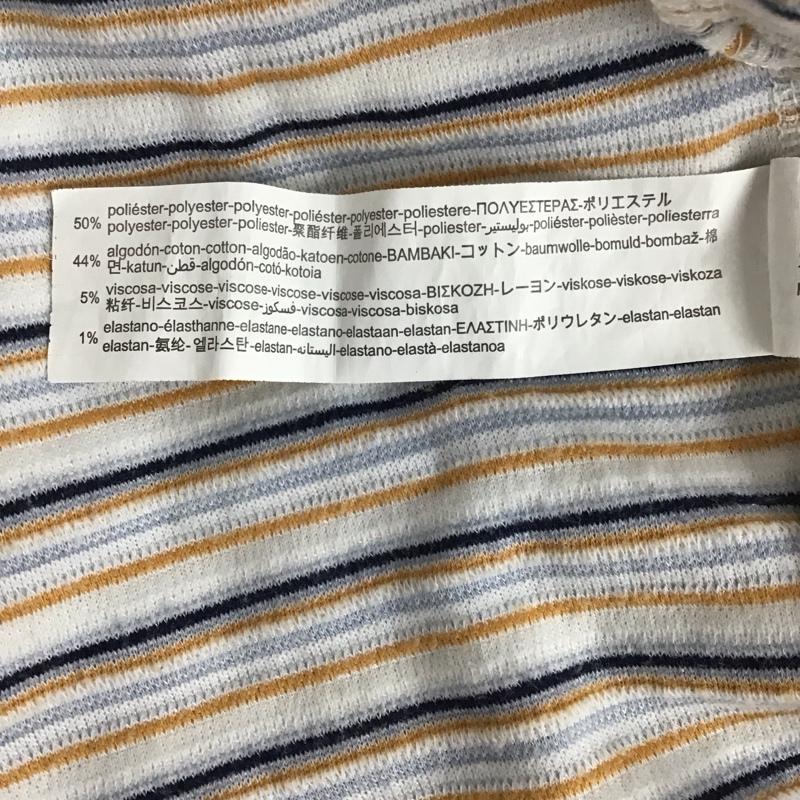 50% poliéster-polyester-polyester-poliéster-polyester-poliestere-ΠΟΛΥΕΣΤΕΡΑΣ-ポリエステル
polyester-polyester-poliester-聚酯纤维-폴리에스터-poliester-بوليستير-poliéster-polièster-poliesterra
44% algodón-coton-cotton-algodão-katoen-cotone-BAMBAKI-コットン-baumwolle-bomuld-bombaž-棉
면-katun-قطن-algodón-cotó-kotoia
5% viscosa-viscose-viscose-viscose-viscose-viscosa-ΒΙΣΚΟΖΗ-レーヨン-viskose-viskose-viskoza
粘纤-비스코스-viscose-فسكوز-viscosa-viscosa-biskosa
1% elastano-élasthanne-elastane-elastano-elastaan-elastan-ΕΛΑΣΤΙΝΗ-ポリウレタン-elastan-elastan
elastan-氨纶-엘라스탄-elastan-اليستانه-elastano-elastà-elastanoa